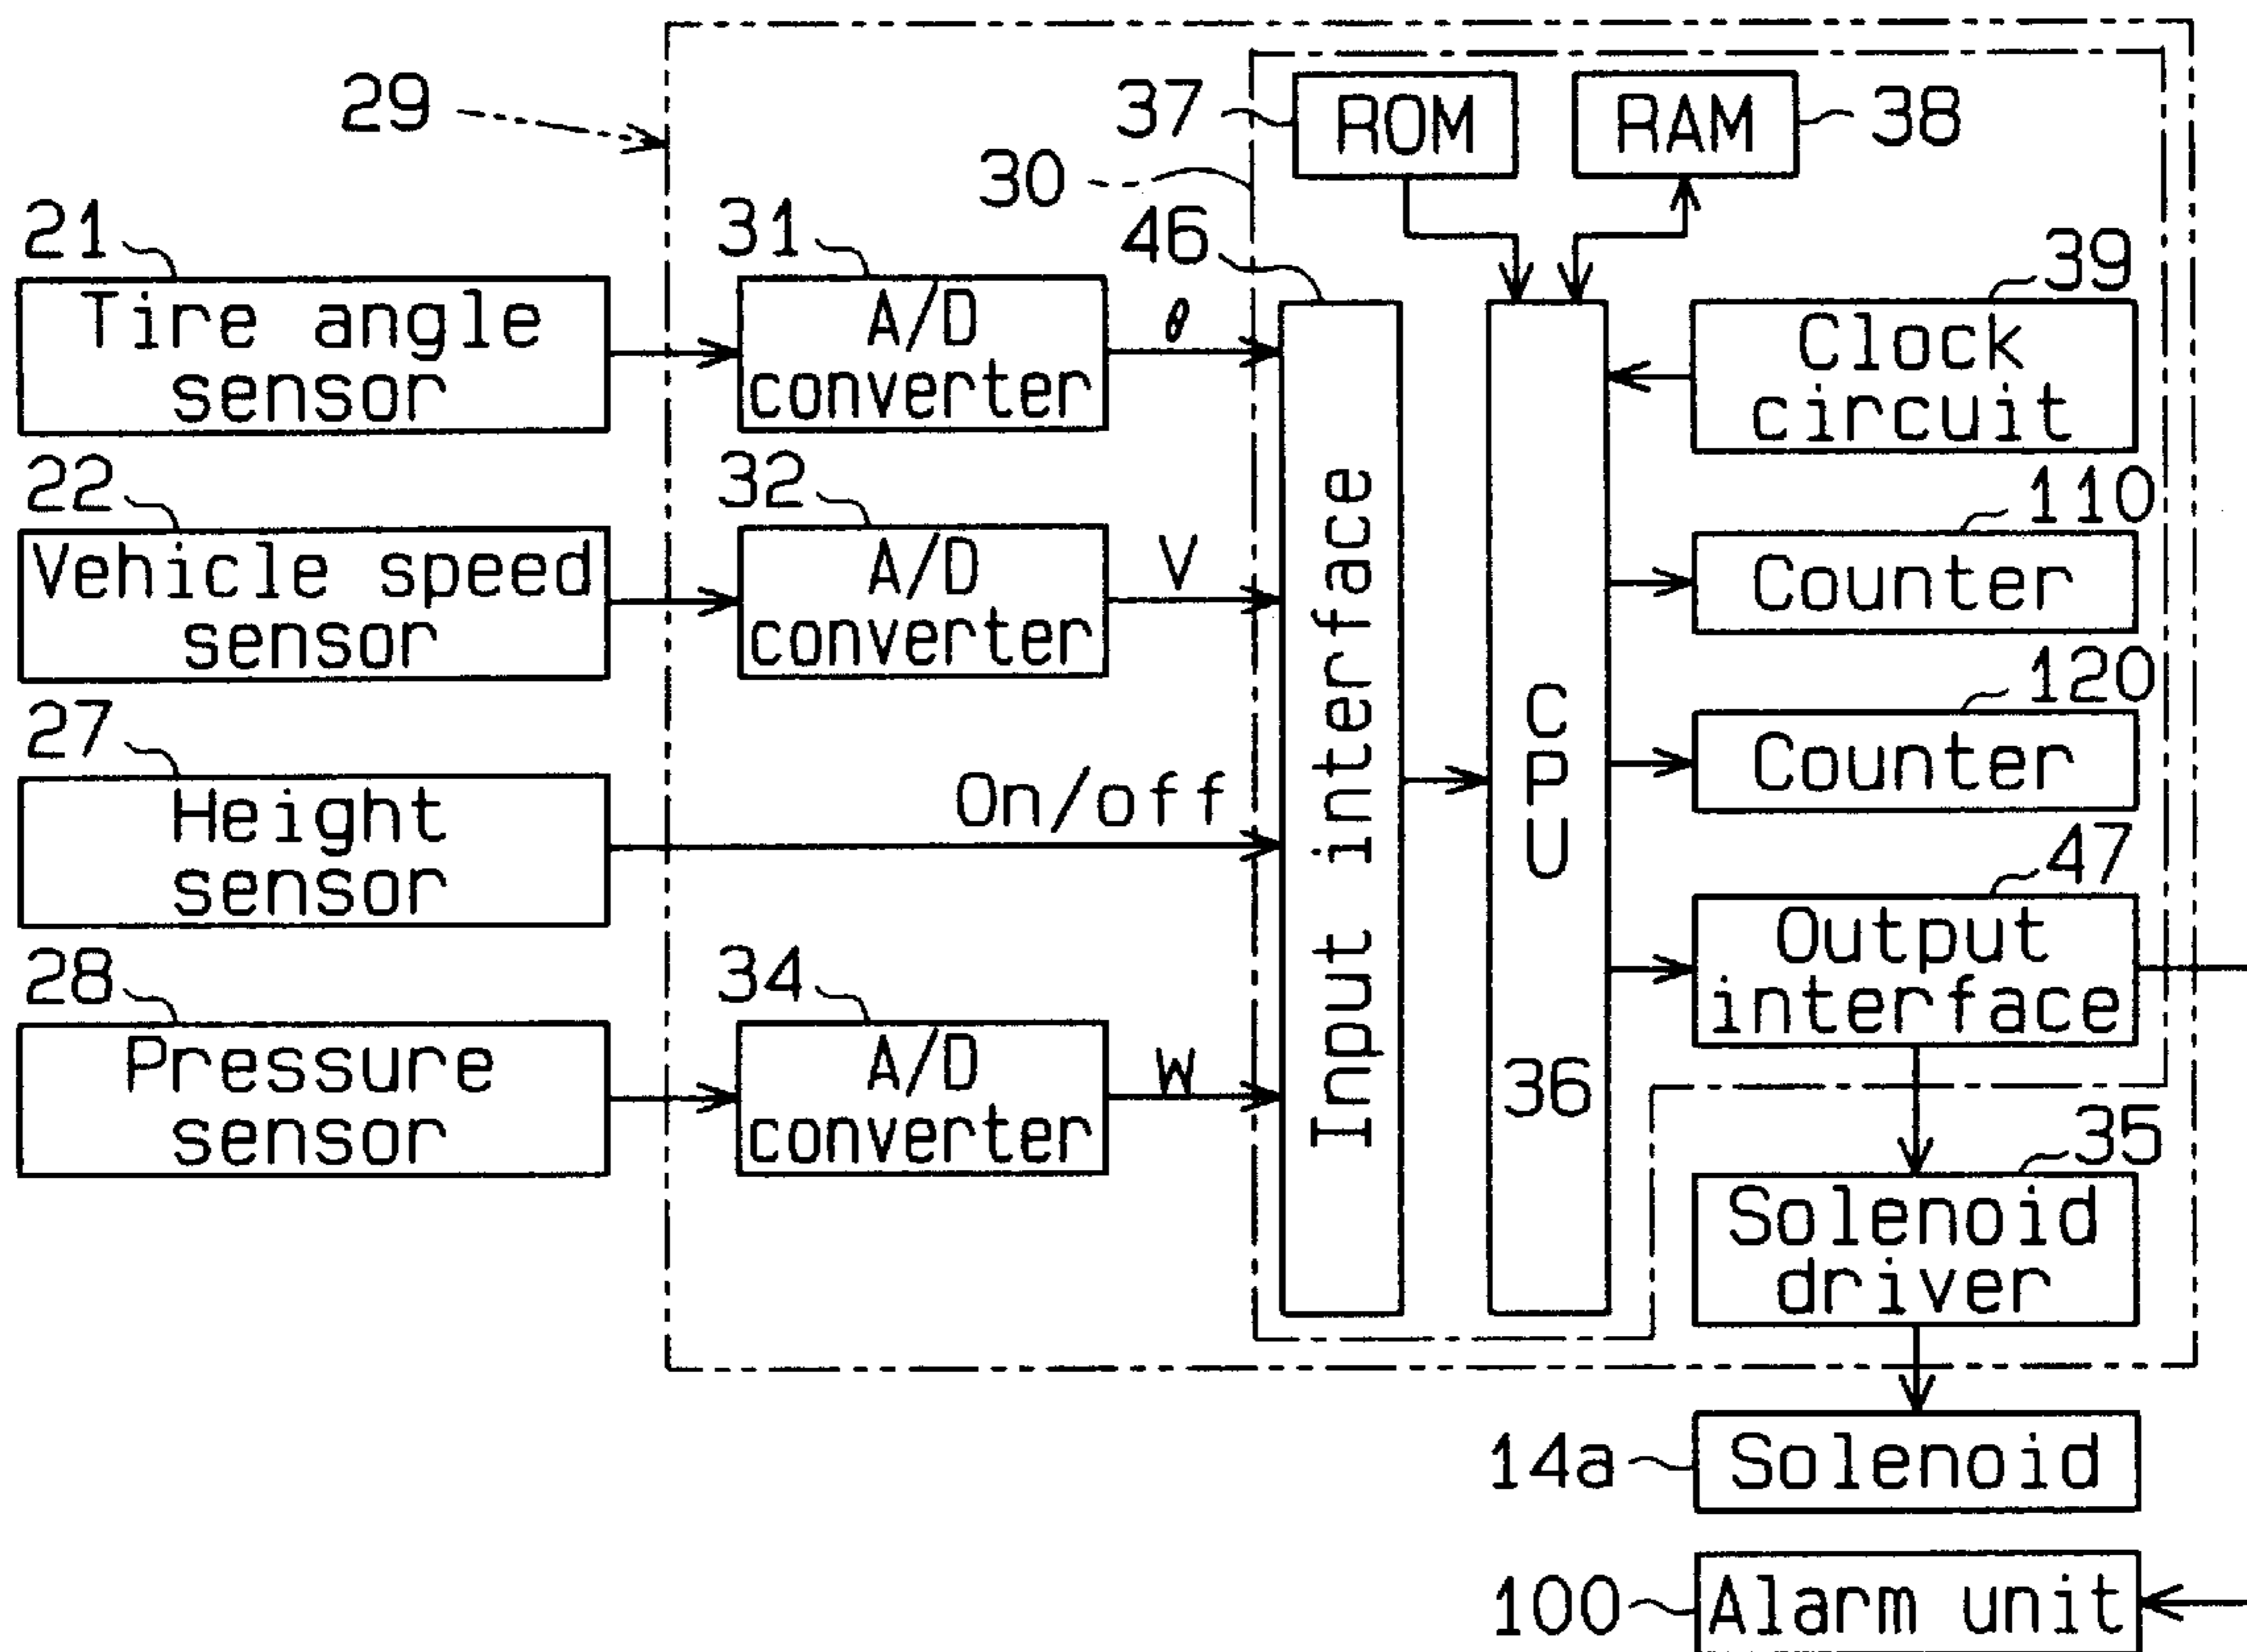 29
37
ROM
RAM
38
30
21
31
46
39
Tire angle
sensor
A/D
converter
θ
Clock
circuit
22
32
110
Vehicle speed
sensor
A/D
converter
V
Input interface
CPU
36
Counter
27
120
Height
sensor
On/off
Counter
28
34
47
Pressure
sensor
A/D
converter
W
Output
interface
35
Solenoid
driver
14a
Solenoid
100
Alarm unit